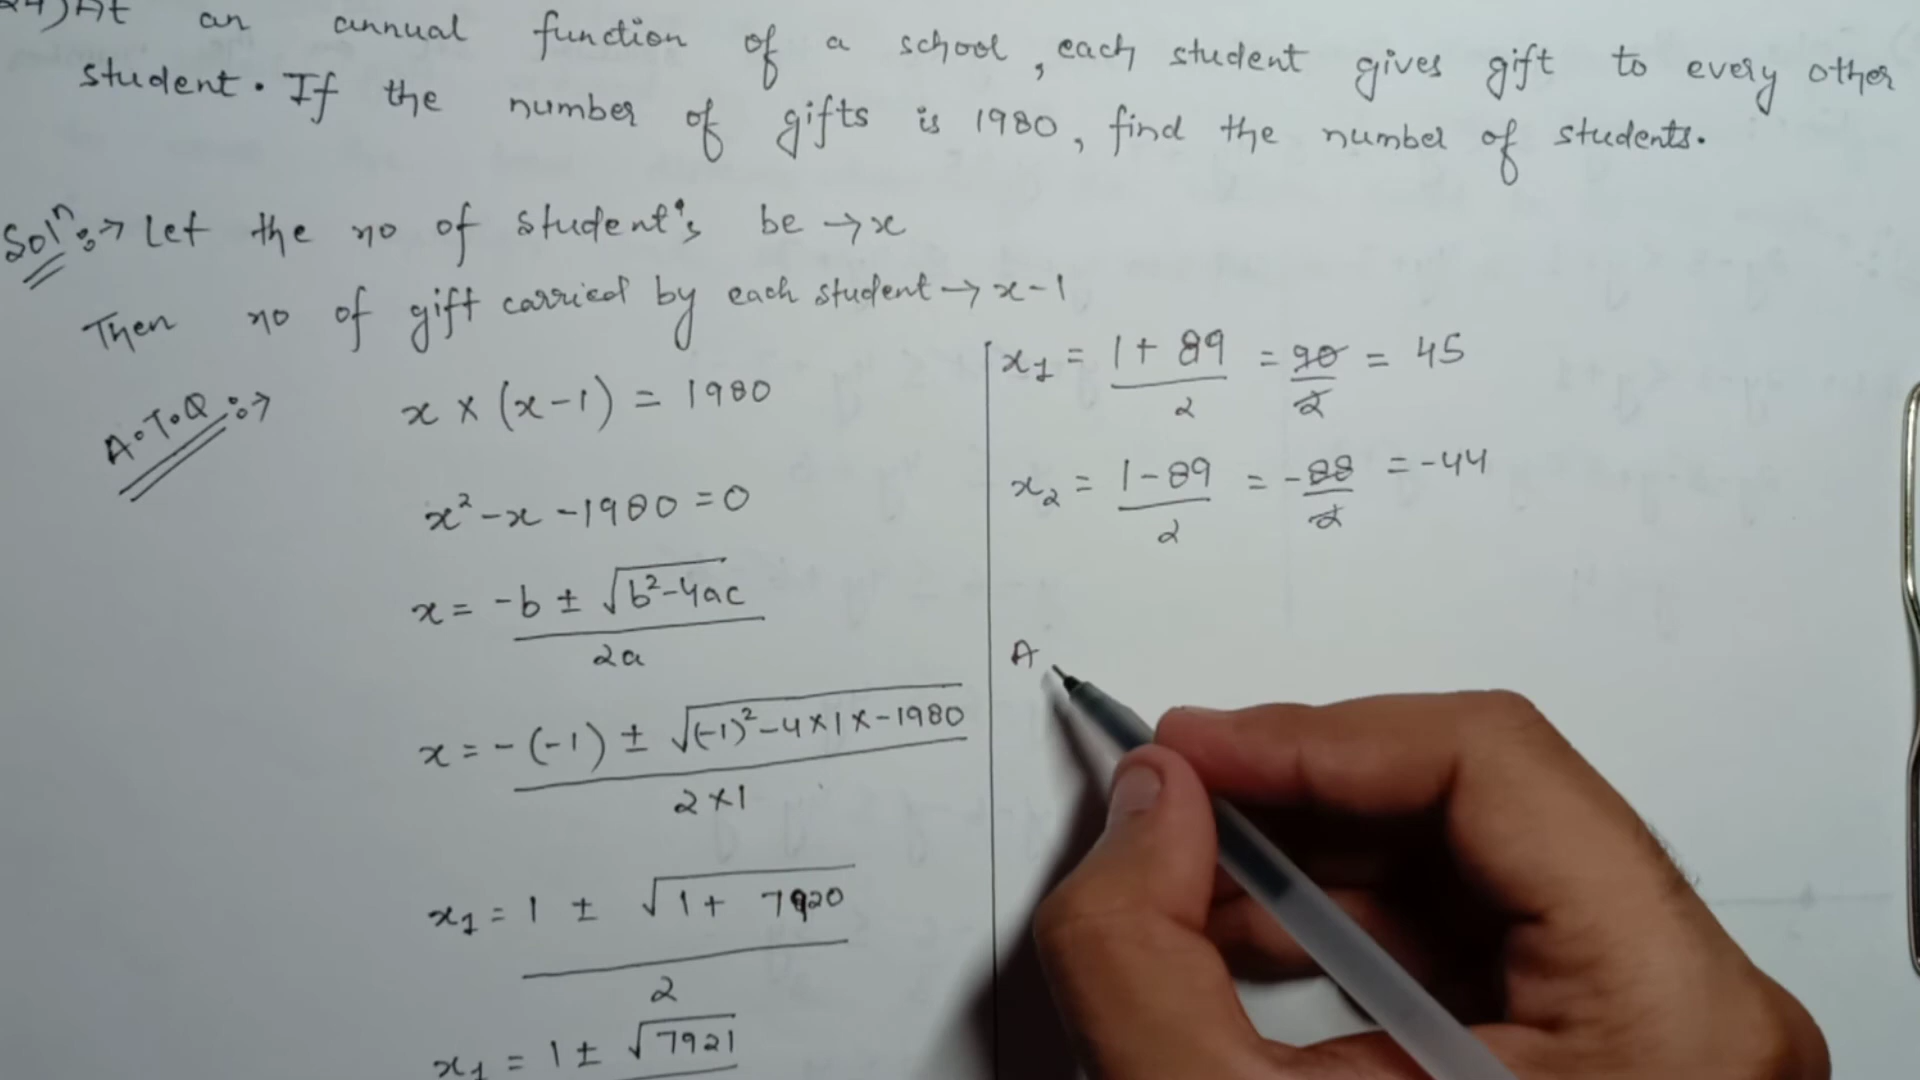 24) At an annual function of a school, each student gives gift to every other
student. If the number of gifts is 1980, find the number of students.
Solⁿ:→ Let the no of student's be → x
Then no of gift carried by each student → x-1
A.T.Q:→ x × (x-1) = 1980
x² - x - 1980 = 0
x = -b ± √b²-4ac / 2a
x = -(-1) ± √(-1)² - 4×1×-1980 / 2×1
x₁ = 1 ± √1 + 7920 / 2
x₁ = 1 ± √7921
x₁ = 1 + 89 / 2 = 90 / 2 = 45
x₂ = 1 - 89 / 2 = -88 / 2 = -44
A